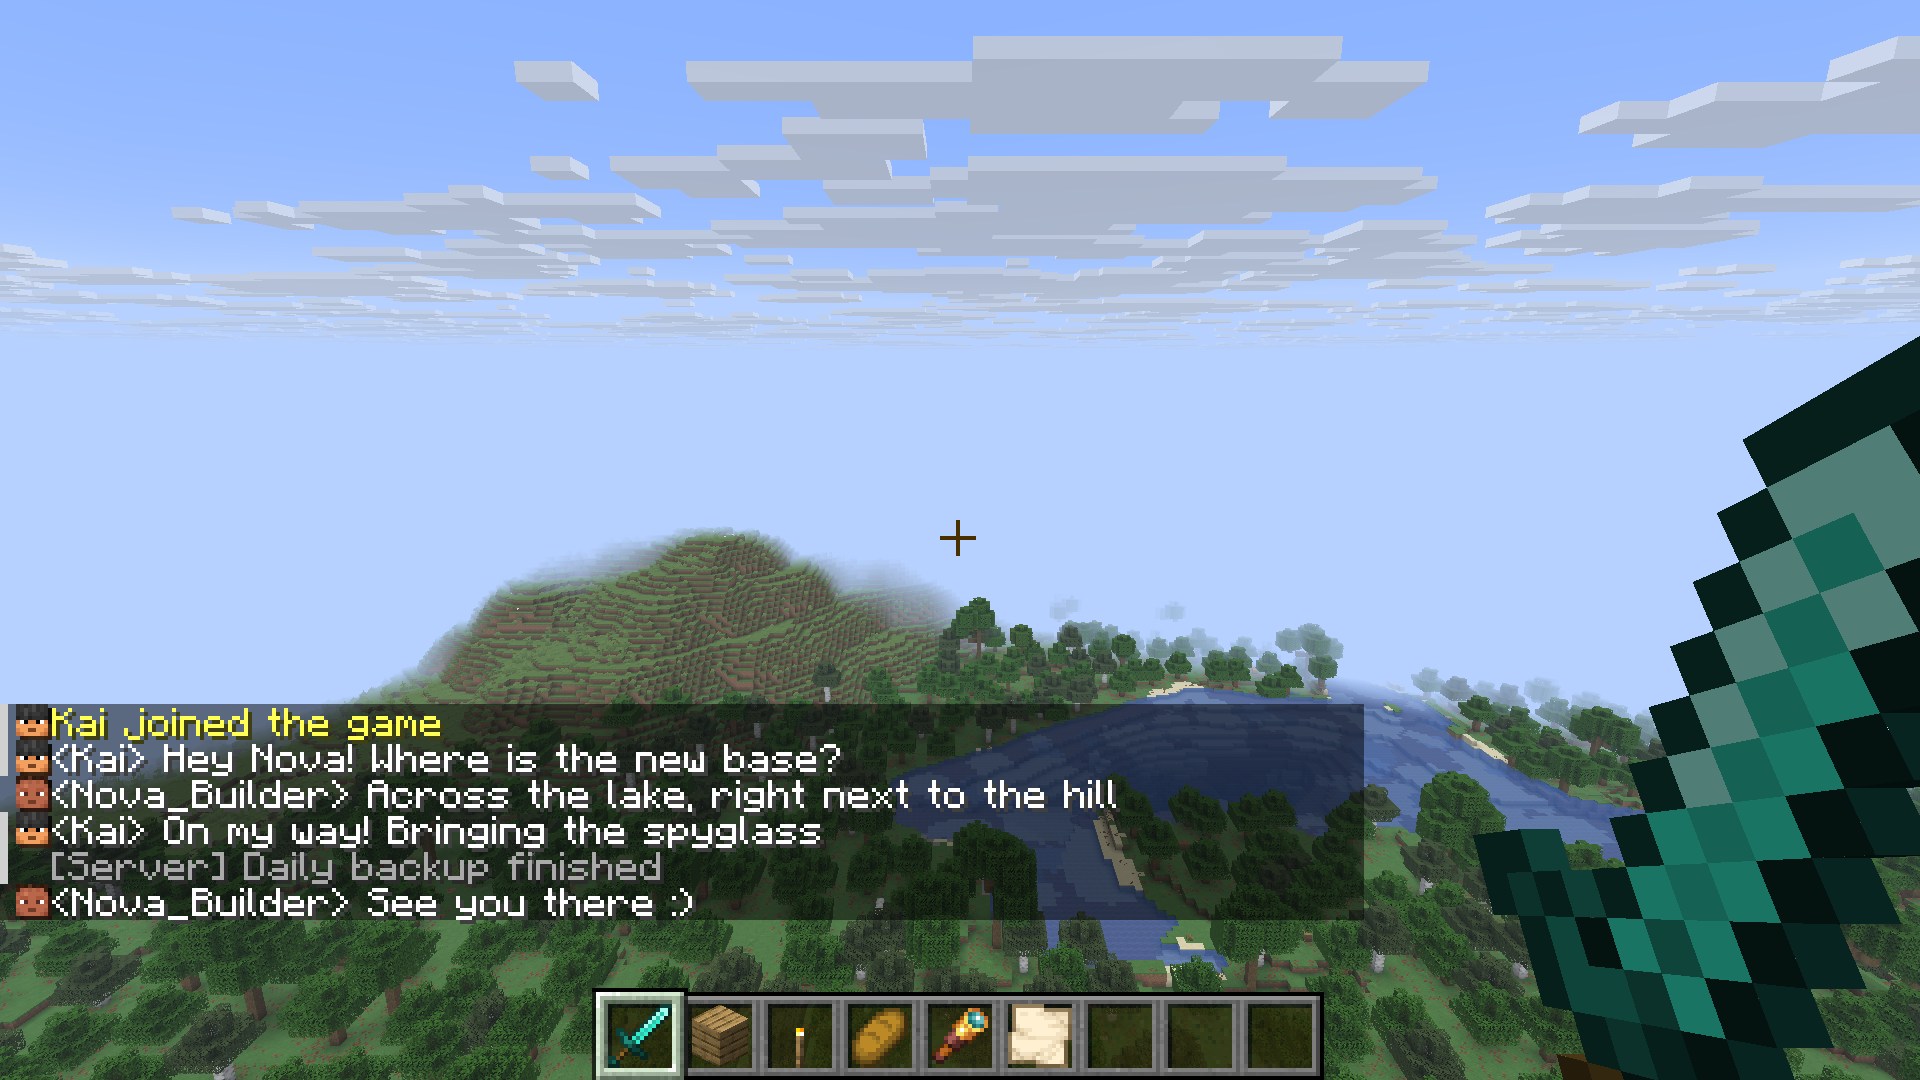 Kai joined the game
<Kai> Hey Nova! Where is the new base?
<Nova_Builder> Across the lake, right next to the hill
<Kai> On my way! Bringing the spyglass
[Server] Daily backup finished
<Nova_Builder> See you there :)